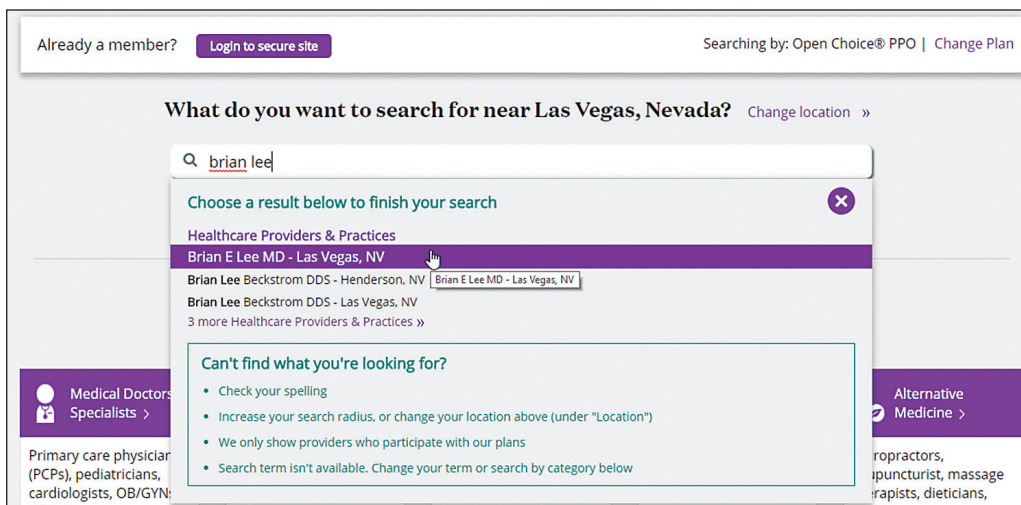 Already a member? Login to secure site Searching by: Open Choice® PPO | Change Plan
What do you want to search for near Las Vegas, Nevada? Change location »
brian lee
Choose a result below to finish your search
Healthcare Providers & Practices
Brian E Lee MD - Las Vegas, NV
Brian Lee Beckstrom DDS - Henderson, NV Brian E Lee MD - Las Vegas, NV
Brian Lee Beckstrom DDS - Las Vegas, NV
3 more Healthcare Providers & Practices »
Can't find what you're looking for?
• Check your spelling
• Increase your search radius, or change your location above (under "Location")
• We only show providers who participate with our plans
• Search term isn't available. Change your term or search by category below
Medical Doctors
Specialists >
Primary care physician
(PCPs), pediatricians,
cardiologists, OB/GYN
Alternative
Medicine >
ropractors,
upuncturist, massage
rapists, dieticians,